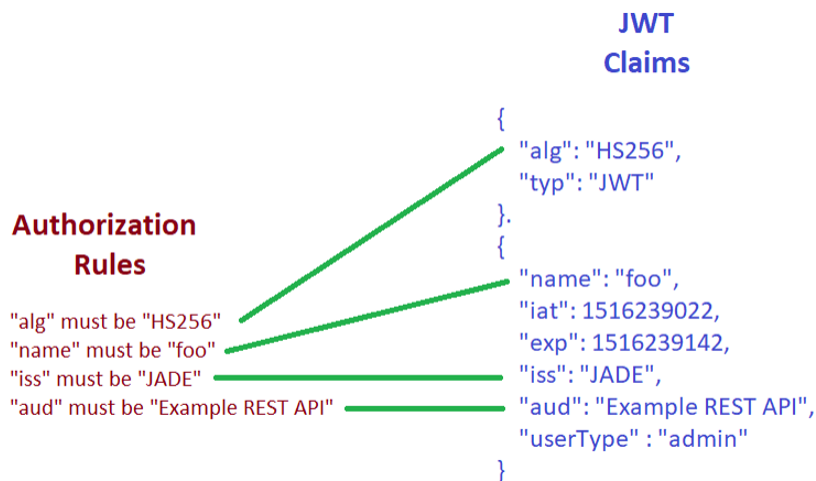 JWT
Claims
{
"alg": "HS256",
"typ": "JWT"
}.
{
"name": "foo",
"iat": 1516239022,
"exp": 1516239142,
"iss": "JADE",
"aud": "Example REST API",
"userType" : "admin"
}
Authorization
Rules
"alg" must be "HS256"
"name" must be "foo"
"iss" must be "JADE"
"aud" must be "Example REST API"